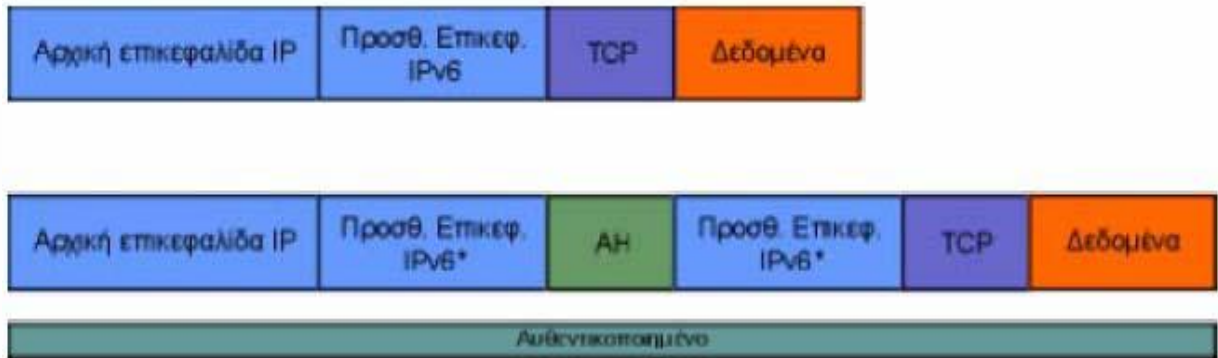 Αρχική επικεφαλίδα IP
Προσθ. Επικεφ.
IPv6
TCP
Δεδομένα
Αρχική επικεφαλίδα IP
Προσθ. Επικεφ.
IPv6*
AH
Προσθ. Επικεφ.
IPv6*
TCP
Δεδομένα
Αυθεντικοποιημένο